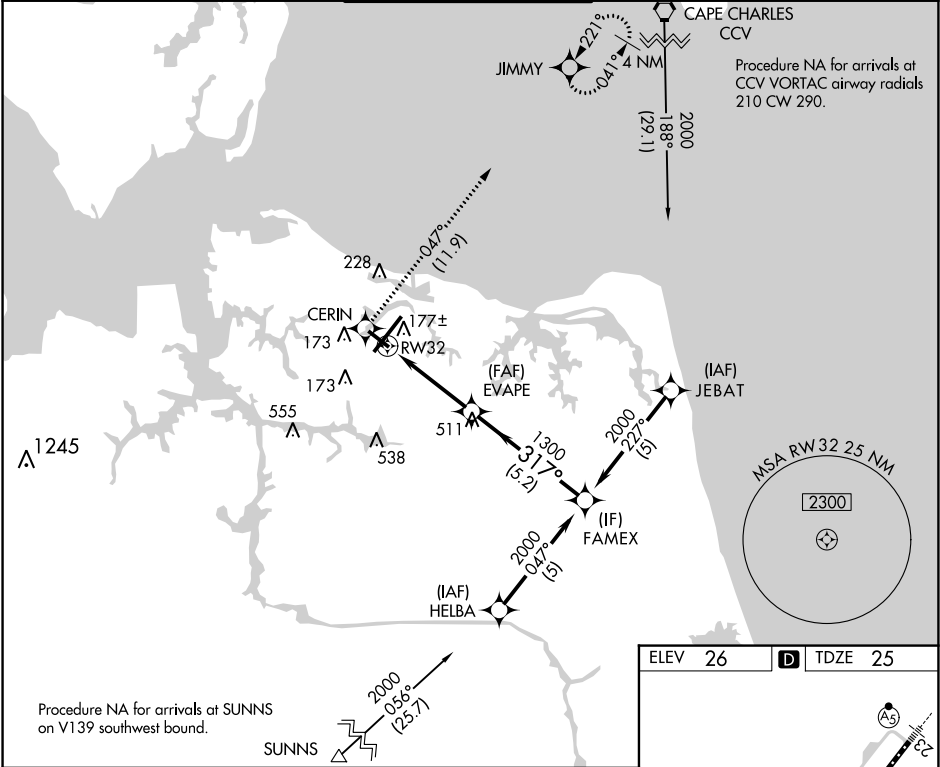 CAPE CHARLES
CCV
221°
JIMMY
041°
4 NM
Procedure NA for arrivals at
CCV VORTAC airway radials
210 CW 290.
2000
188°
(29.1)
047°
(11.9)
228
CERIN
177±
173
RW32
173
(FAF)
EVAPE
(IAF)
JEBAT
555
511
538
1245
1300
317°
(5.2)
2000
227°
(5)
MSA RW32 25 NM
2300
(IF)
FAMEX
2000
047°
(5)
(IAF)
HELBA
ELEV 26 D TDZE 25
2000
056°
(25.7)
Procedure NA for arrivals at SUNNS
on V139 southwest bound.
SUNNS
A5
23